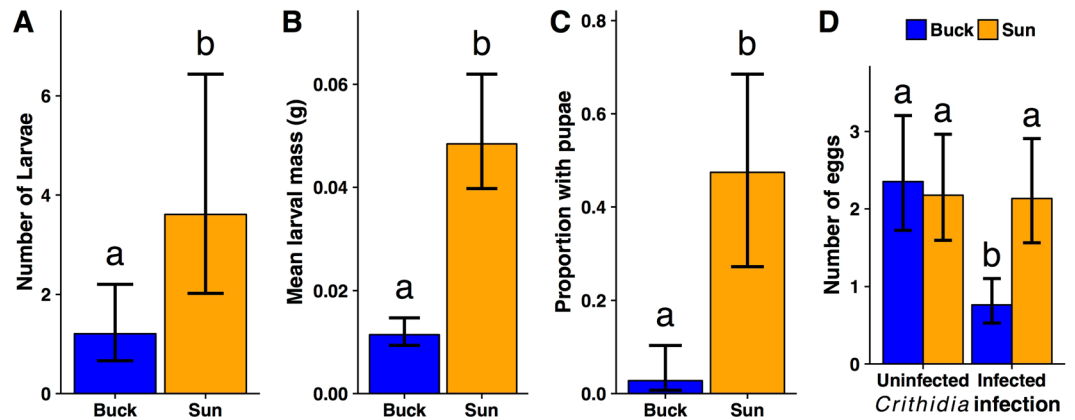 A
Number of Larvae
6
4
2
0
a
b
Buck
Sun
B
Mean larval mass (g)
0.06
0.04
0.02
0.00
a
b
Buck
Sun
C
Proportion with pupae
0.8
0.6
0.4
0.2
0.0
a
b
Buck
Sun
D
Buck
Sun
Number of eggs
3
2
1
0
a
a
b
a
Uninfected
Infected
Crithidia infection